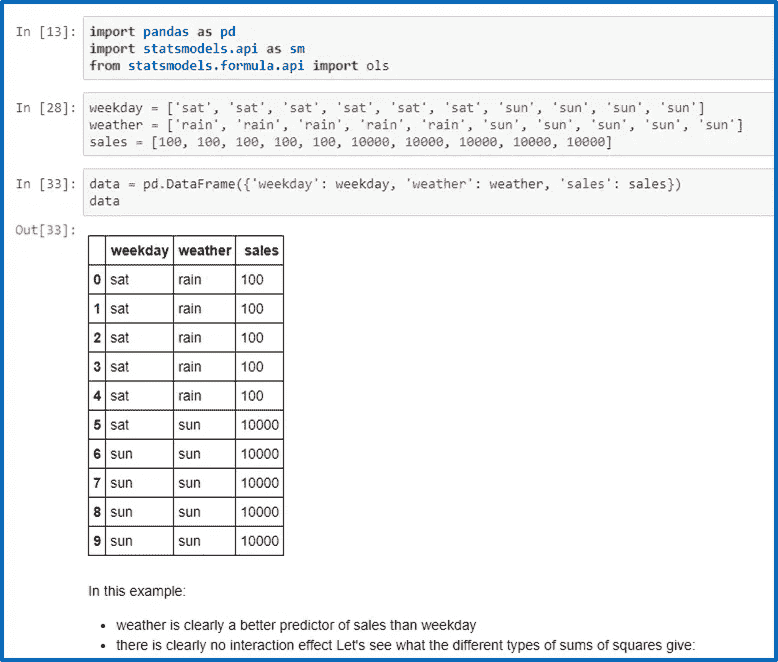 In [13]: import pandas as pd
import statsmodels.api as sm
from statsmodels.formula.api import ols
In [28]: weekday = ['sat', 'sat', 'sat', 'sat', 'sat', 'sat', 'sun', 'sun', 'sun', 'sun']
weather = ['rain', 'rain', 'rain', 'rain', 'rain', 'sun', 'sun', 'sun', 'sun', 'sun']
sales = [100, 100, 100, 100, 100, 10000, 10000, 10000, 10000, 10000]
In [33]: data = pd.DataFrame({'weekday': weekday, 'weather': weather, 'sales': sales})
data
Out[33]:
weekday weather sales
0 sat rain 100
1 sat rain 100
2 sat rain 100
3 sat rain 100
4 sat rain 100
5 sat sun 10000
6 sun sun 10000
7 sun sun 10000
8 sun sun 10000
9 sun sun 10000
In this example:
• weather is clearly a better predictor of sales than weekday
• there is clearly no interaction effect Let's see what the different types of sums of squares give: